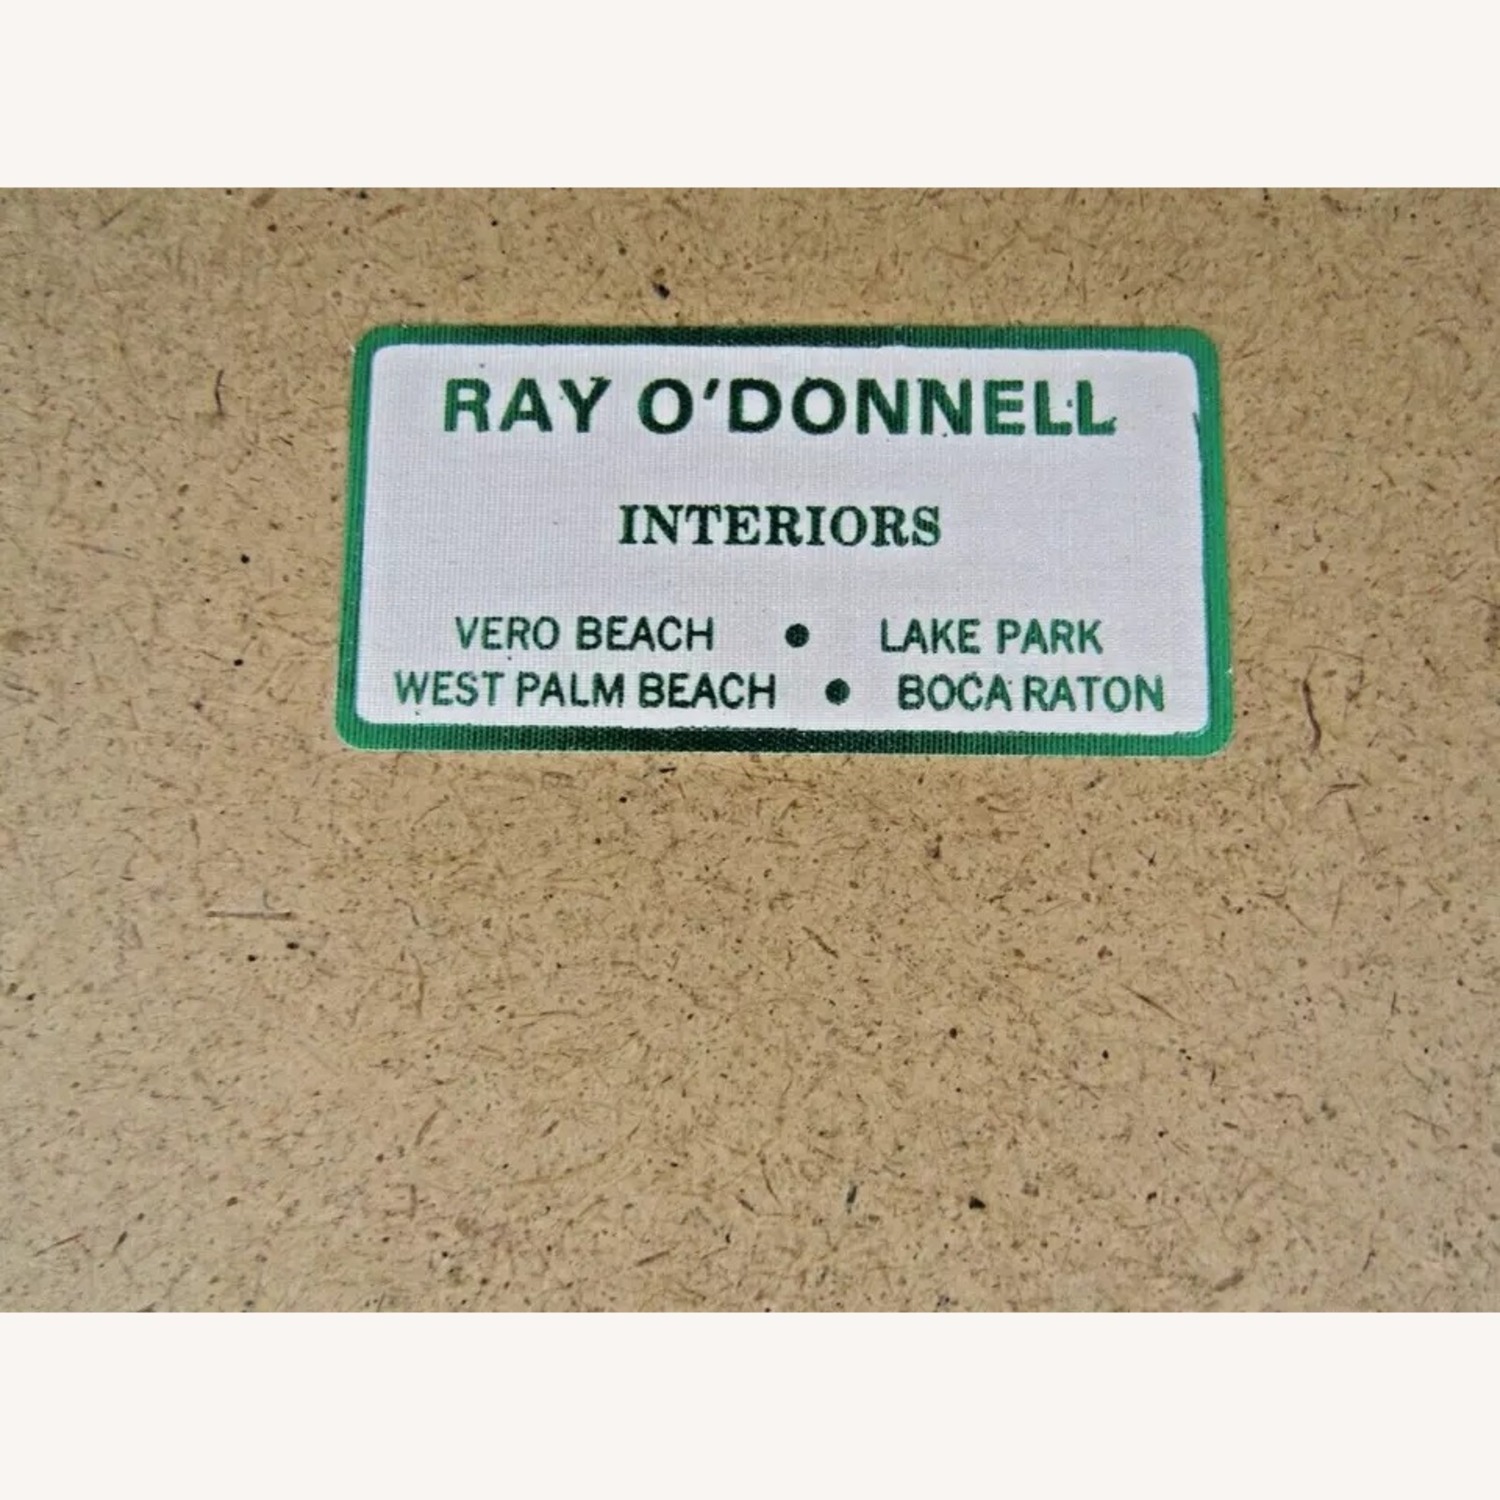 RAY O'DONNELL
INTERIORS
VERO BEACH • LAKE PARK
WEST PALM BEACH • BOCA RATON